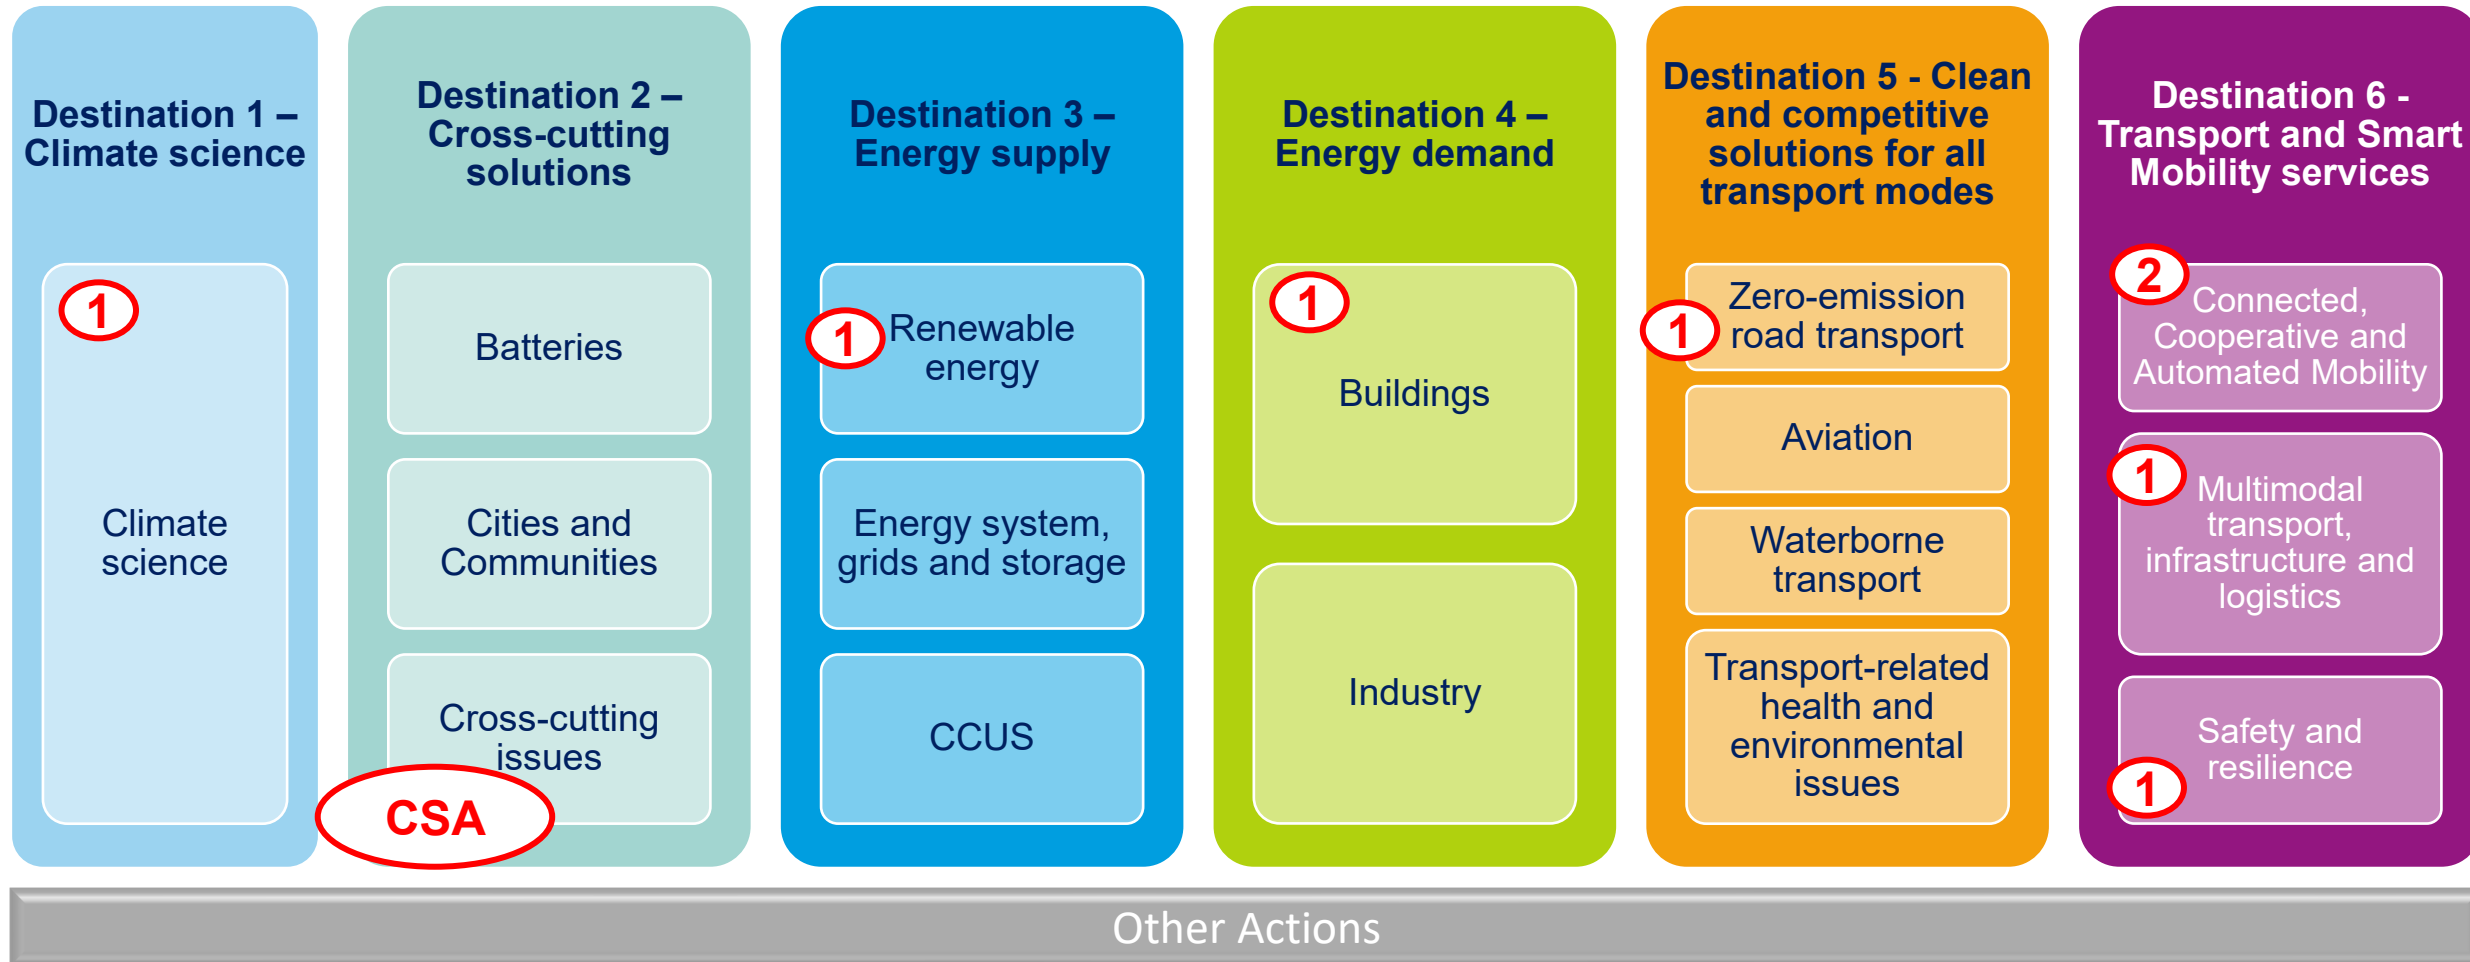 Destination 1 –
Climate science
1
Climate
science
Destination 2 –
Cross-cutting
solutions
Batteries
Cities and
Communities
Cross-cutting
issues
CSA
Destination 3 –
Energy supply
1
Renewable
energy
Energy system,
grids and storage
CCUS
Destination 4 –
Energy demand
1
Buildings
Industry
Destination 5 - Clean
and competitive
solutions for all
transport modes
1
Zero-emission
road transport
Aviation
Waterborne
transport
Transport-related
health and
environmental
issues
Destination 6 -
Transport and Smart
Mobility services
2
Connected,
Cooperative and
Automated Mobility
1
Multimodal
transport,
infrastructure and
logistics
Safety and
resilience
1
Other Actions